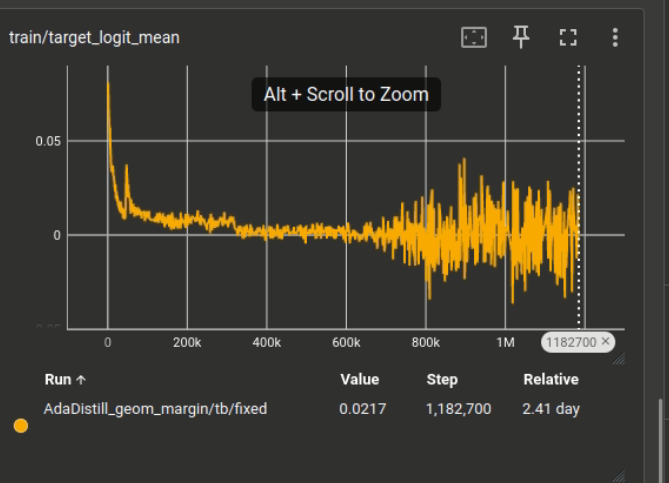 train/target_logit_mean
Alt + Scroll to Zoom
0.05
0
0 200k 400k 600k 800k 1M 1182700 ×
Run ↑ Value Step Relative
AdaDistill_geom_margin/tb/fixed 0.0217 1,182,700 2.41 day